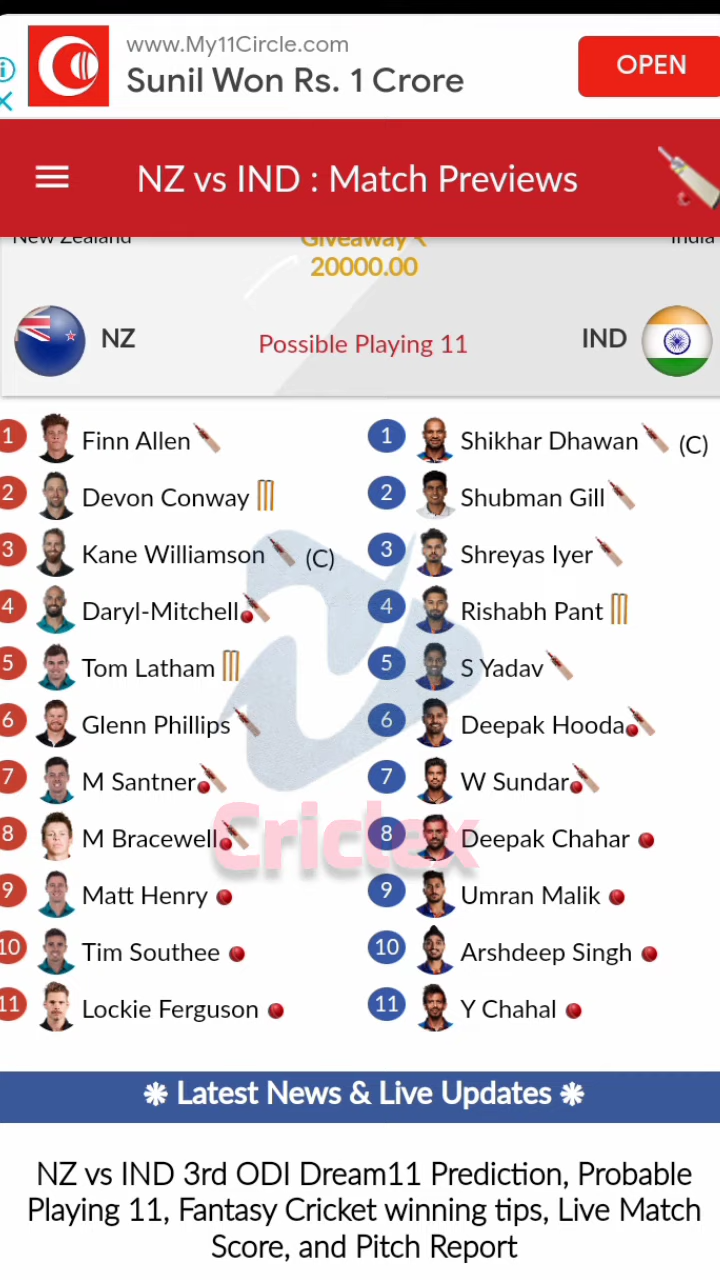 www.My11Circle.com
Sunil Won Rs. 1 Crore
OPEN
NZ vs IND : Match Previews
New Zealand
Giveaway
India
20000.00
NZ
Possible Playing 11
IND
1 Finn Allen
1 Shikhar Dhawan (C)
2 Devon Conway
2 Shubman Gill
3 Kane Williamson (C)
3 Shreyas Iyer
4 Daryl-Mitchell
4 Rishabh Pant
5 Tom Latham
5 S Yadav
6 Glenn Phillips
6 Deepak Hooda
7 M Santner
7 W Sundar
8 M Bracewell
8 Deepak Chahar
Crictex
9 Matt Henry
9 Umran Malik
10 Tim Southee
10 Arshdeep Singh
11 Lockie Ferguson
11 Y Chahal
❋ Latest News & Live Updates ❋
NZ vs IND 3rd ODI Dream11 Prediction, Probable
Playing 11, Fantasy Cricket winning tips, Live Match
Score, and Pitch Report